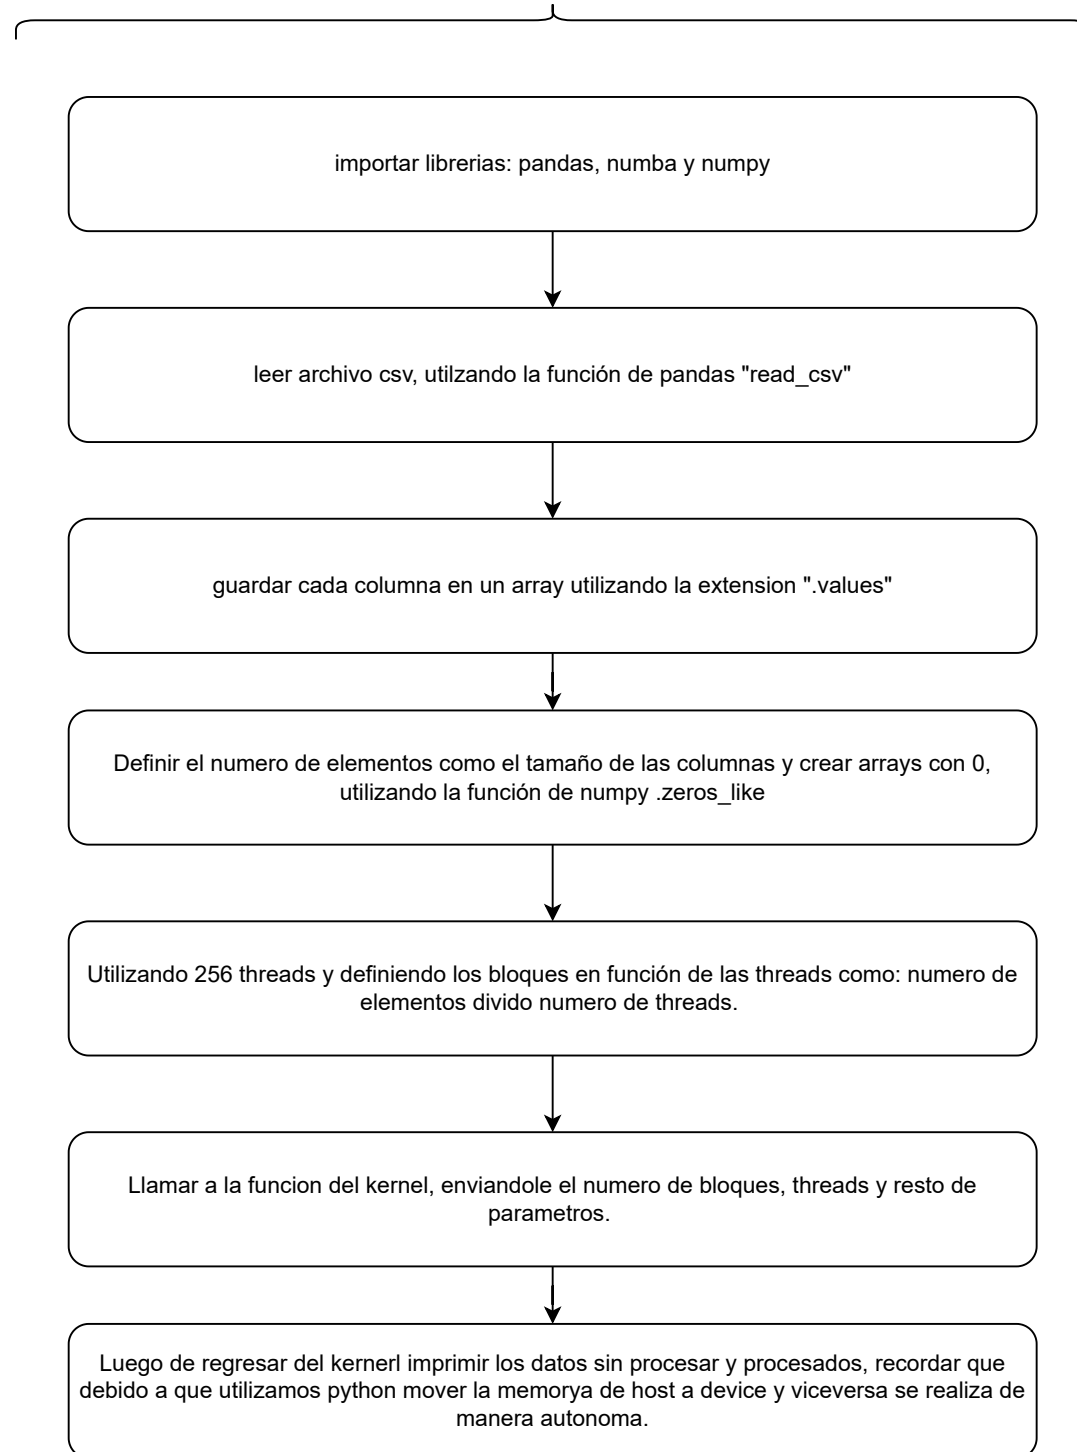 importar librerias: pandas, numba y numpy
leer archivo csv, utilzando la función de pandas "read_csv"
guardar cada columna en un array utilizando la extension ".values"
Definir el numero de elementos como el tamaño de las columnas y crear arrays con 0,
utilizando la función de numpy .zeros_like
Utilizando 256 threads y definiendo los bloques en función de las threads como: numero de
elementos divido numero de threads.
Llamar a la funcion del kernel, enviandole el numero de bloques, threads y resto de
parametros.
Luego de regresar del kernerl imprimir los datos sin procesar y procesados, recordar que
debido a que utilizamos python mover la memorya de host a device y viceversa se realiza de
manera autonoma.